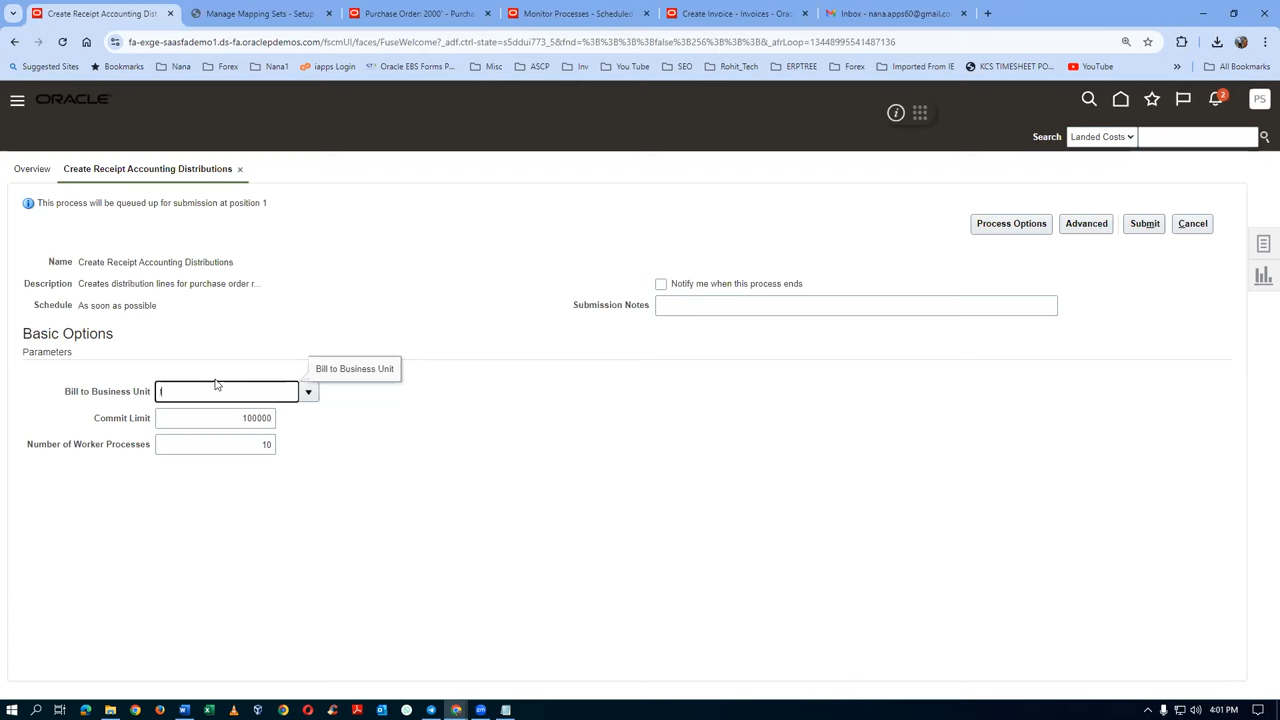 Create Receipt Accounting Dist
Manage Mapping Sets - Setup
Purchase Order: 2000" - Purcha
Monitor Processes - Scheduled
Create Invoice - Invoices - Orac
Inbox - nana.apps60@gmail.co
fa-exge-saasfademo1.ds-fa.oraclepdemos.com/fscmUI/faces/FuseWelcome?_adf.ctrl-state=s5ddui773_5&fnd=%3B%3B%3B%3Bfalse%3B256%3B%3B%3B&_afrLoop=13448995541487136
Suggested Sites
Bookmarks
Nana
Forex
Nana1
iapps Login
Oracle EBS Forms P...
Misc
ASCP
Inv
You Tube
SEO
Rohit_Tech
ERPTREE
Forex
Imported From IE
KCS TIMESHEET PO...
YouTube
All Bookmarks
ORACLE
2
PS
Search
Landed Costs
Overview
Create Receipt Accounting Distributions
This process will be queued up for submission at position 1
Process Options
Advanced
Submit
Cancel
Name Create Receipt Accounting Distributions
Description Creates distribution lines for purchase order r...
Notify me when this process ends
Schedule As soon as possible
Submission Notes
Basic Options
Parameters
Bill to Business Unit
Bill to Business Unit
Commit Limit 100000
Number of Worker Processes 10
4:01 PM